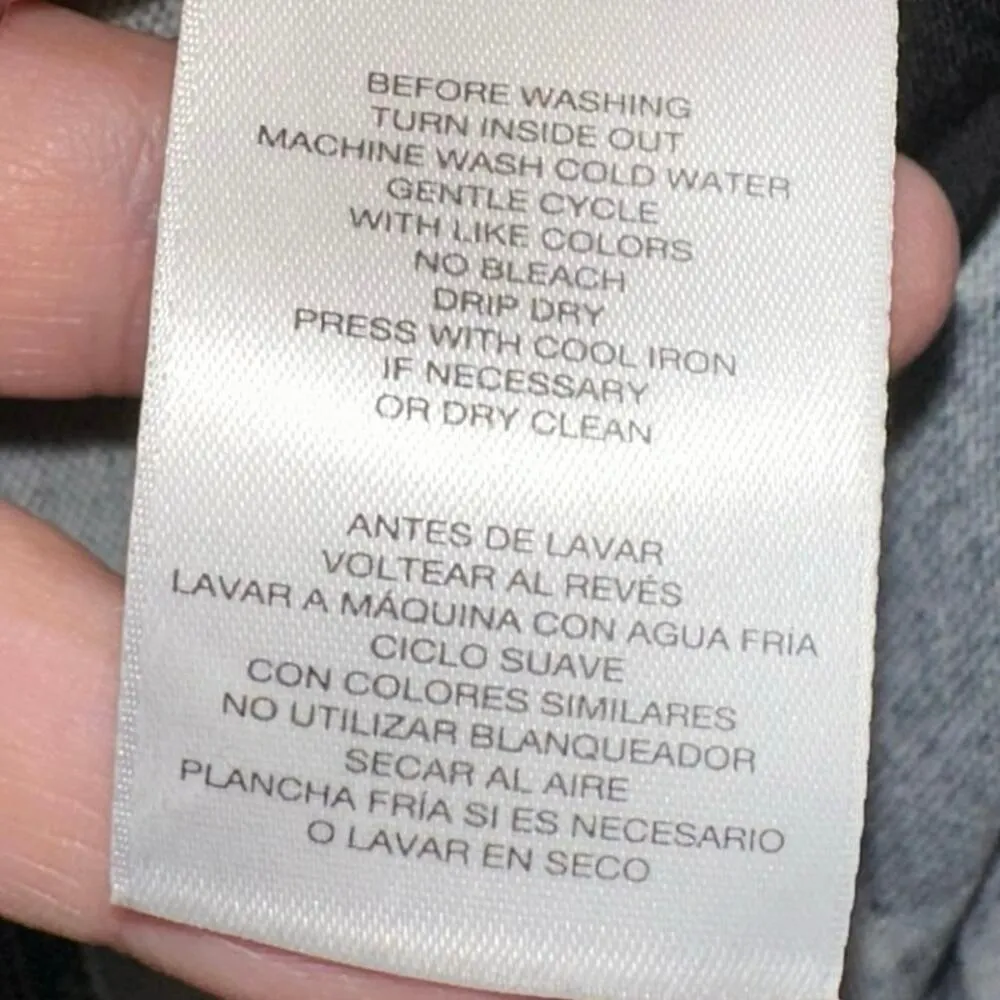 BEFORE WASHING
TURN INSIDE OUT
MACHINE WASH COLD WATER
GENTLE CYCLE
WITH LIKE COLORS
NO BLEACH
DRIP DRY
PRESS WITH COOL IRON
IF NECESSARY
OR DRY CLEAN
ANTES DE LAVAR
VOLTEAR AL REVÉS
LAVAR A MÁQUINA CON AGUA FRÍA
CICLO SUAVE
CON COLORES SIMILARES
NO UTILIZAR BLANQUEADOR
SECAR AL AIRE
PLANCHA FRÍA SI ES NECESARIO
O LAVAR EN SECO